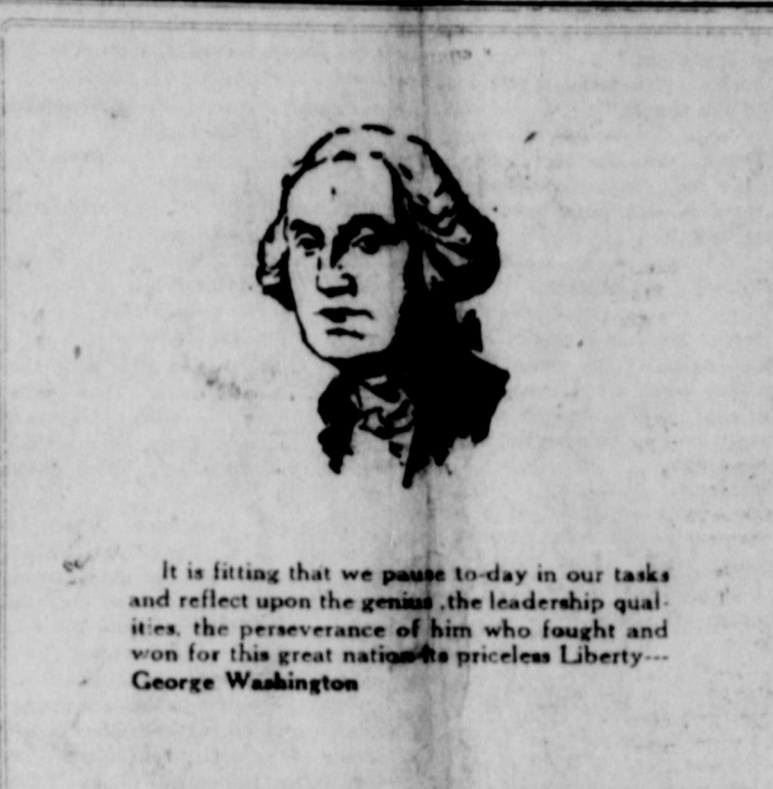 It is fitting that we pause to-day in our tasks
and reflect upon the genius ,the leadership qual-
ities, the perseverance of him who fought and
won for this great nation its priceless Liberty---
George Washington